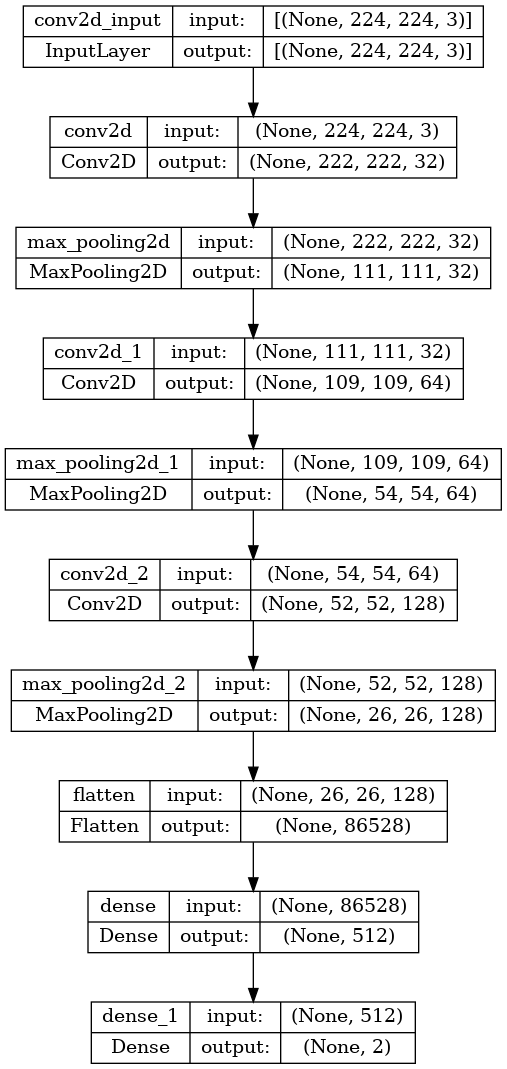 conv2d_input input: [(None, 224, 224, 3)]
InputLayer output: [(None, 224, 224, 3)]
conv2d input: (None, 224, 224, 3)
Conv2D output: (None, 222, 222, 32)
max_pooling2d input: (None, 222, 222, 32)
MaxPooling2D output: (None, 111, 111, 32)
conv2d_1 input: (None, 111, 111, 32)
Conv2D output: (None, 109, 109, 64)
max_pooling2d_1 input: (None, 109, 109, 64)
MaxPooling2D output: (None, 54, 54, 64)
conv2d_2 input: (None, 54, 54, 64)
Conv2D output: (None, 52, 52, 128)
max_pooling2d_2 input: (None, 52, 52, 128)
MaxPooling2D output: (None, 26, 26, 128)
flatten input: (None, 26, 26, 128)
Flatten output: (None, 86528)
dense input: (None, 86528)
Dense output: (None, 512)
dense_1 input: (None, 512)
Dense output: (None, 2)